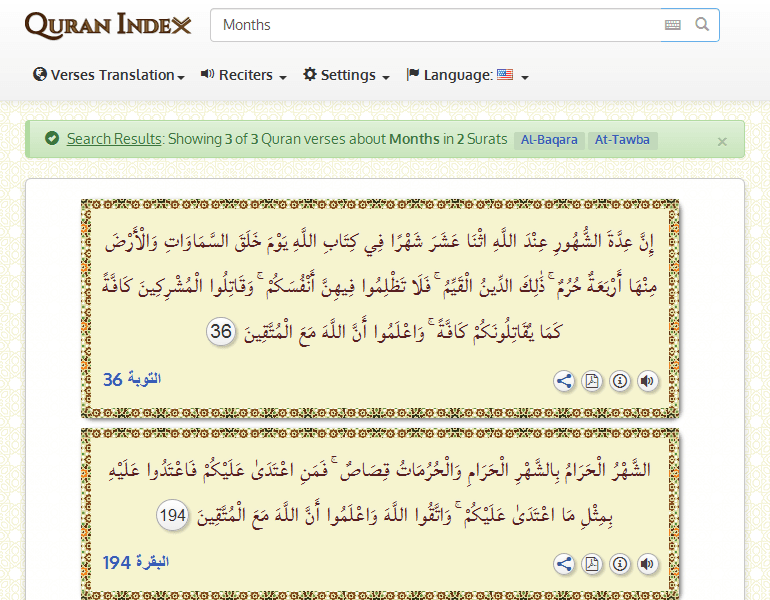 QURAN INDEX
Months
Verses Translation
Reciters
Settings
Language:
Search Results: Showing 3 of 3 Quran verses about Months in 2 Surats Al-Baqara At-Tawba ×
إِنَّ عِدَّةَ الشُّهُورِ عِنْدَ اللَّهِ اثْنَا عَشَرَ شَهْرًا فِي كِتَابِ اللَّهِ يَوْمَ خَلَقَ السَّمَاوَاتِ وَالْأَرْضَ
مِنْهَا أَرْبَعَةٌ حُرُمٌ ۚ ذَٰلِكَ الدِّينُ الْقَيِّمُ ۚ فَلَا تَظْلِمُوا فِيهِنَّ أَنْفُسَكُمْ ۚ وَقَاتِلُوا الْمُشْرِكِينَ كَافَّةً
كَمَا يُقَاتِلُونَكُمْ كَافَّةً ۚ وَاعْلَمُوا أَنَّ اللَّهَ مَعَ الْمُتَّقِينَ 36
التوبة 36
الشَّهْرُ الْحَرَامُ بِالشَّهْرِ الْحَرَامِ وَالْحُرُمَاتُ قِصَاصٌ ۚ فَمَنِ اعْتَدَىٰ عَلَيْكُمْ فَاعْتَدُوا عَلَيْهِ
بِمِثْلِ مَا اعْتَدَىٰ عَلَيْكُمْ ۚ وَاتَّقُوا اللَّهَ وَاعْلَمُوا أَنَّ اللَّهَ مَعَ الْمُتَّقِينَ 194
البقرة 194